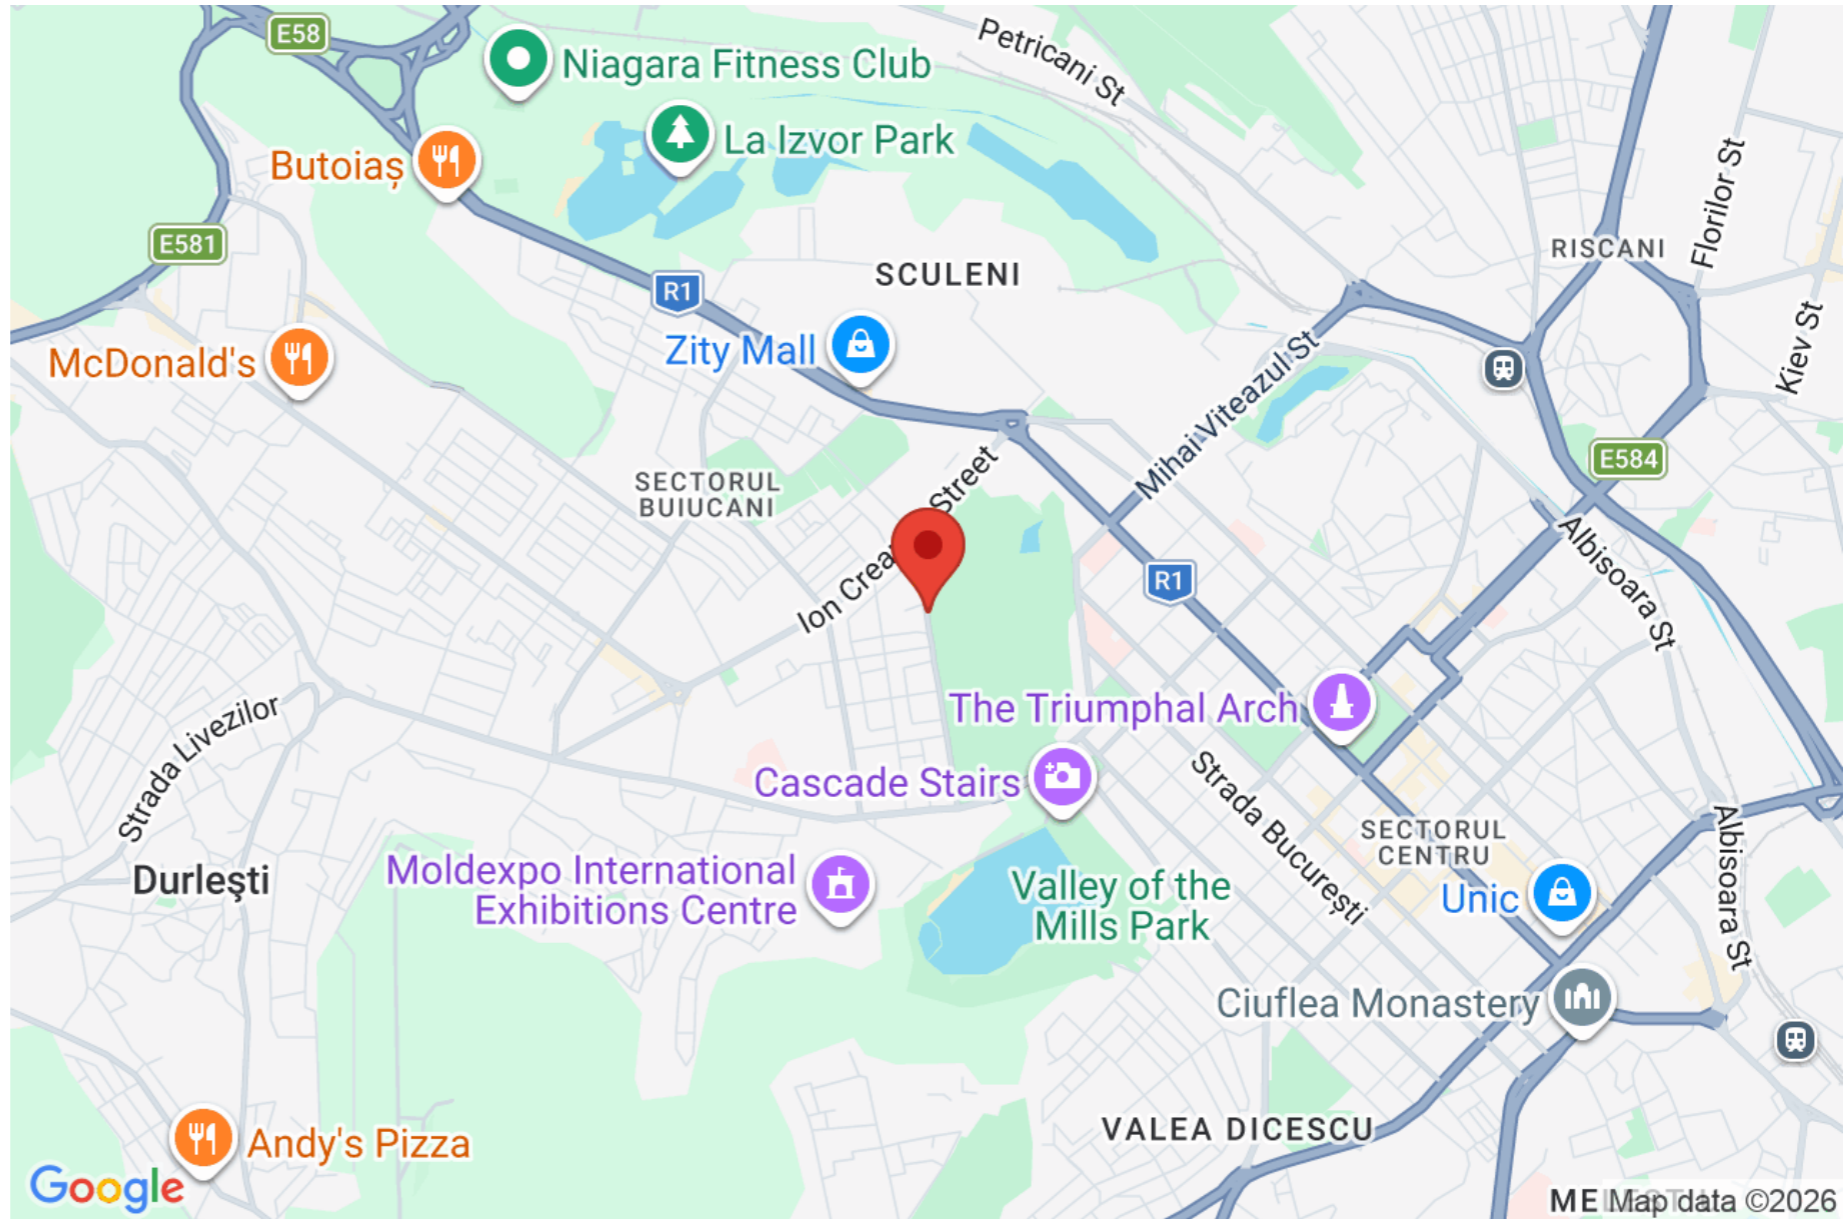 E58
Niagara Fitness Club
Petricani St
La Izvor Park
Butoiaș
Florilor St
E581
RISCANI
SCULENI
R1
Kiev St
Zity Mall
McDonald's
Mihai Viteazul St
E584
Street
SECTORUL
BUIUCANI
Albisoara St
Ion Crea
R1
The Triumphal Arch
Strada Livezilor
Cascade Stairs
Strada București
Albisoara St
SECTORUL
CENTRU
Durleşti
Moldexpo International
Exhibitions Centre
Valley of the
Mills Park
Unic
Ciuflea Monastery
VALEA DICESCU
Andy's Pizza
Google
ME
Map data ©2026